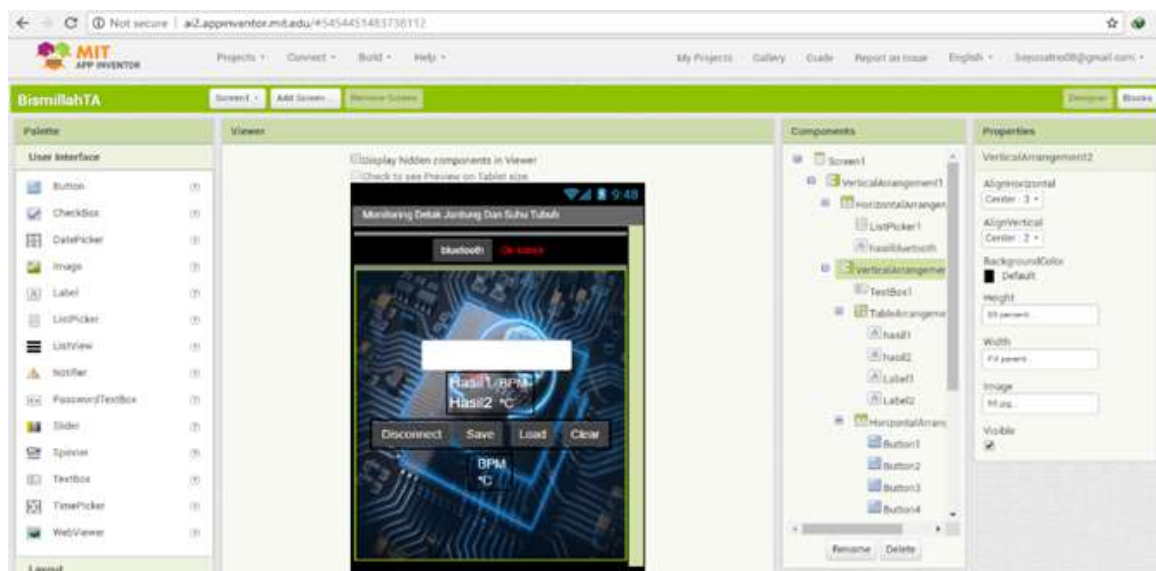 Not secure | ai2.appinventor.mit.edu/#5454451483738112
MIT
APP INVENTOR
Projects
Connect
Build
Help
My Projects
Gallery
Guide
Report an Issue
English
BismillahTA
Screen1
Add Screen ...
Remove Screen
Designer
Blocks
Palette
User Interface
Button
CheckBox
DatePicker
Image
Label
ListPicker
ListView
Notifier
PasswordTextBox
Slider
Spinner
TextBox
TimePicker
WebViewer
Layout
Viewer
Display hidden components in Viewer
Check to see Preview on Tablet size.
9:48
Monitoring Detak Jantung Dan Suhu Tubuh
bluetooth
Hasil1 BPM
Hasil2 °C
Disconnect
Save
Load
Clear
BPM
°C
Components
Screen1
VerticalArrangement1
HorizontalArrangem
ListPicker1
hasilbluetooth
VerticalArrangemen
TextBox1
TableArrangeme
hasil1
hasil2
Label1
Label2
HorizontalArran
Button1
Button2
Button3
Button4
Rename
Delete
Properties
VerticalArrangement2
AlignHorizontal
Center : 3
AlignVertical
Center : 2
BackgroundColor
Default
Height
Width
Fill parent...
Image
Visible